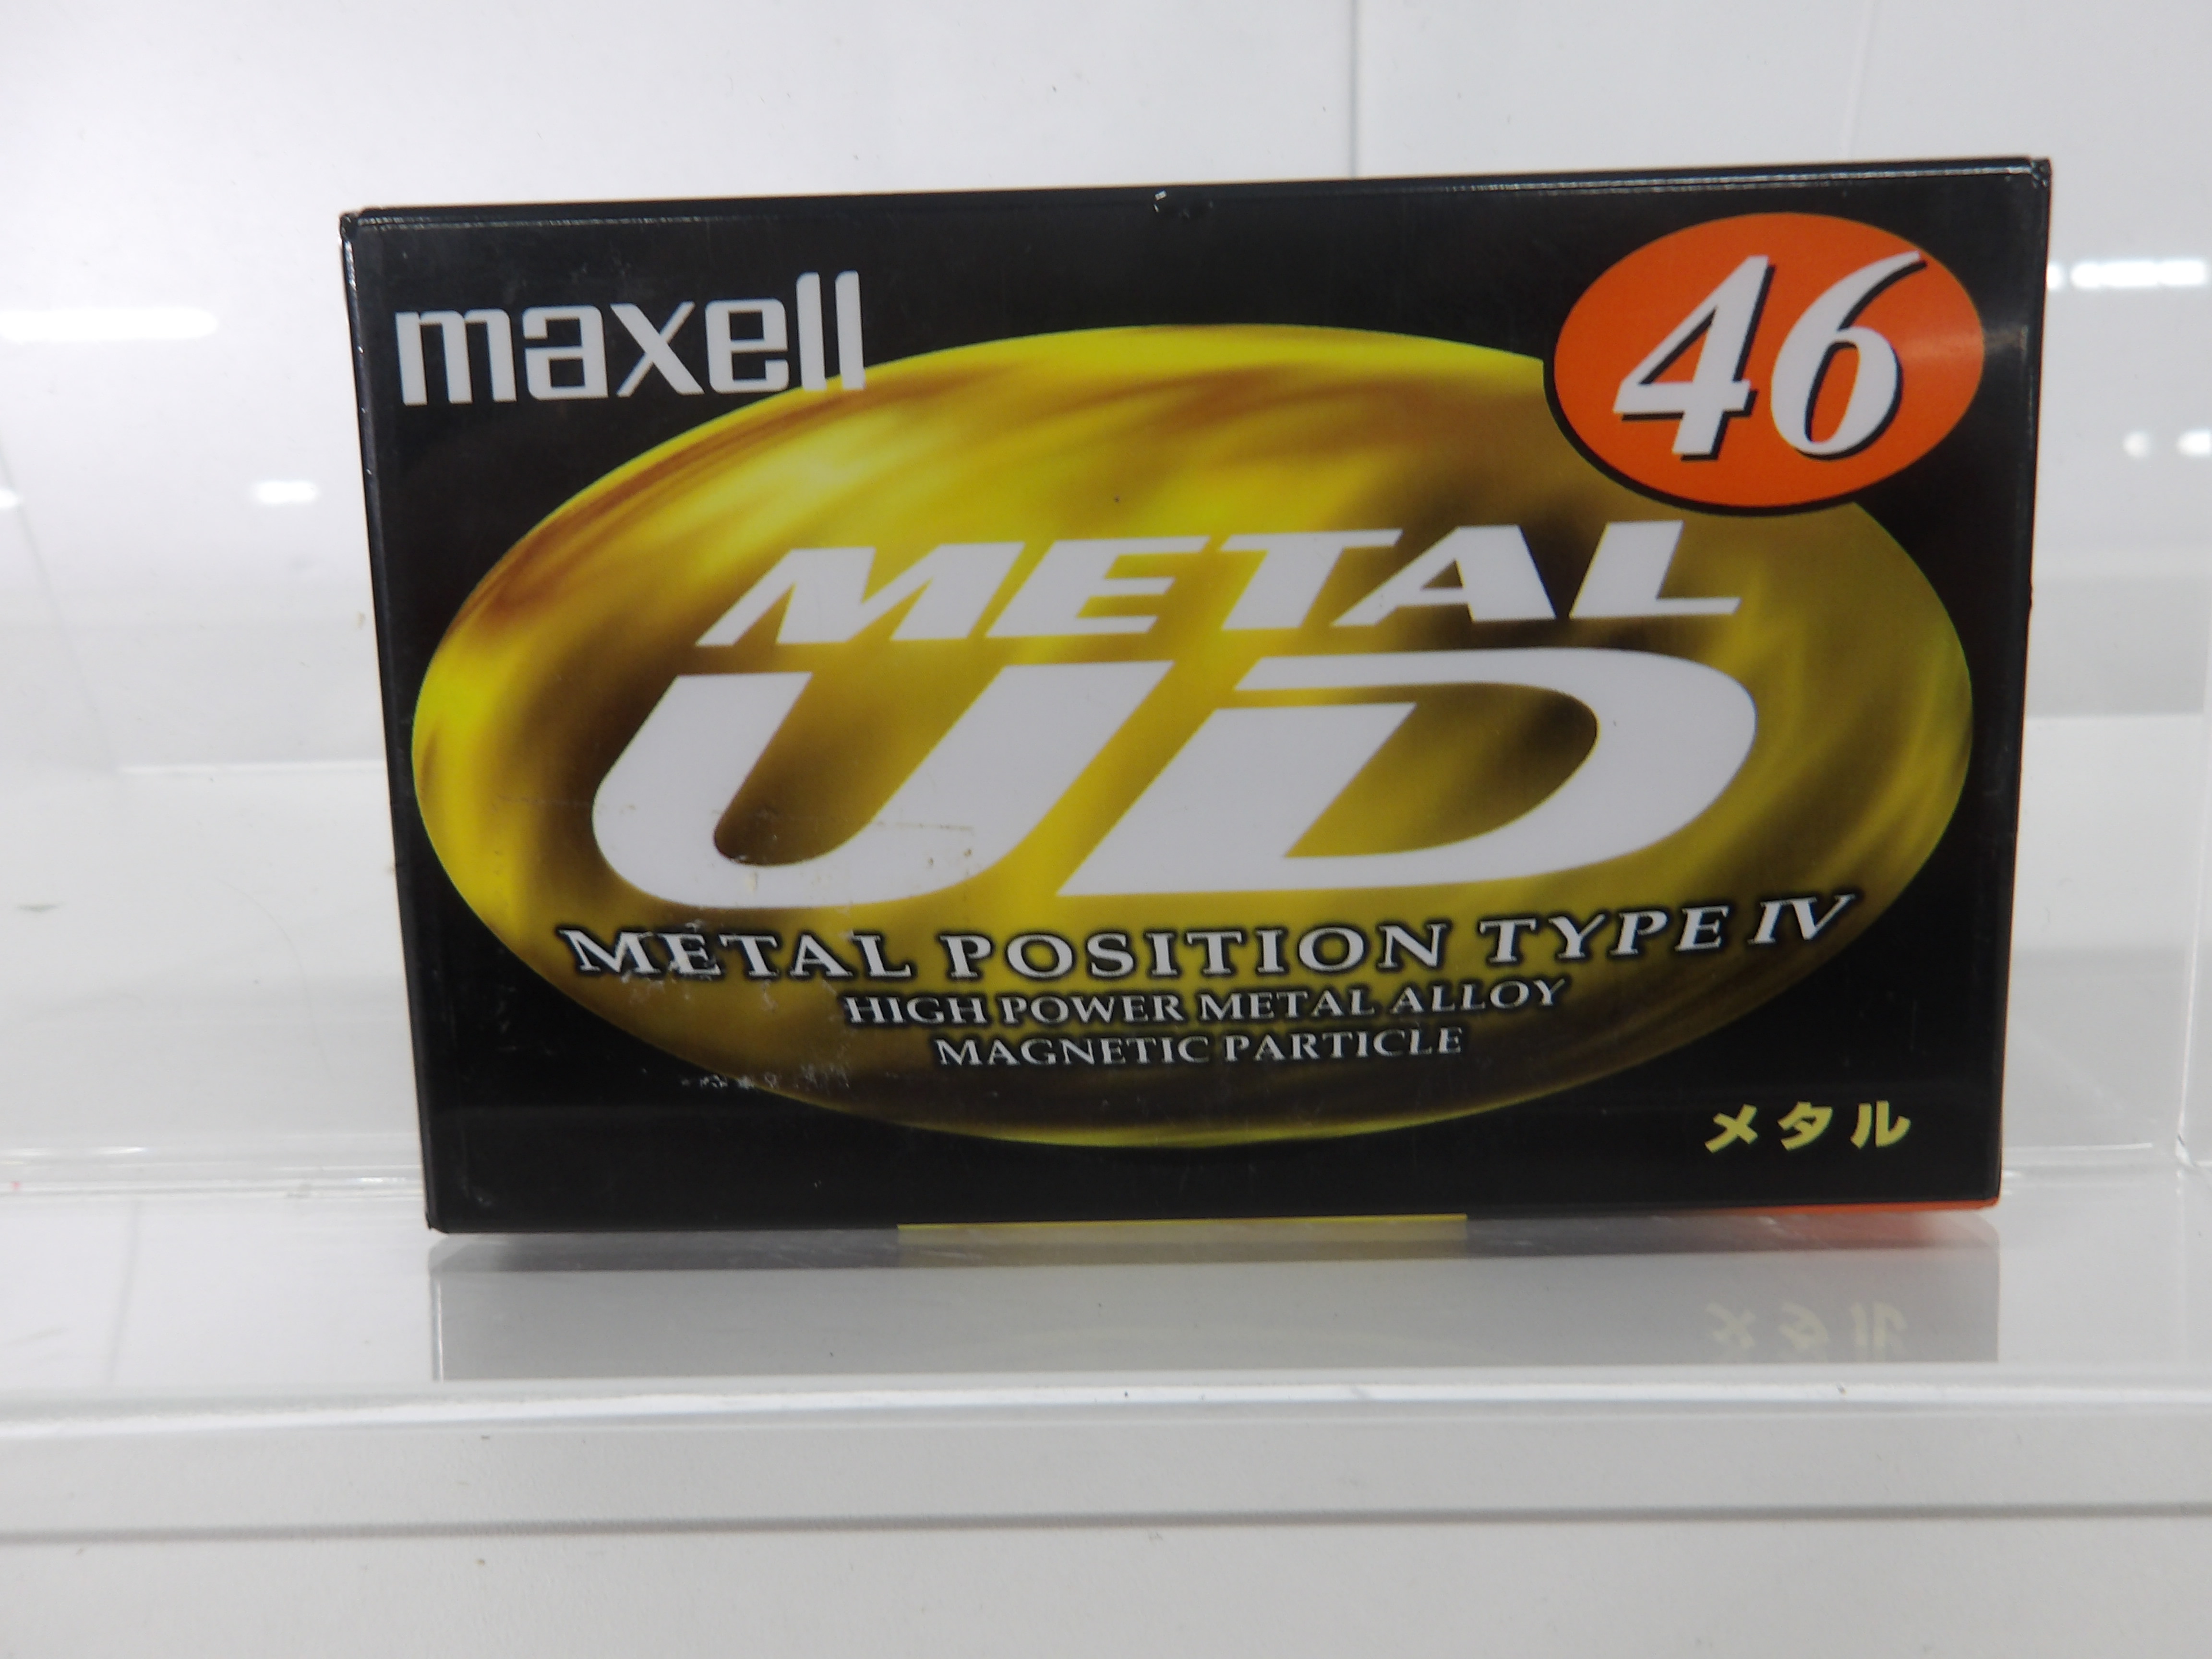 maxell
46
METAL
UD
METAL POSITION TYPE IV
HIGH POWER METAL ALLOY
MAGNETIC PARTICLE
メタル